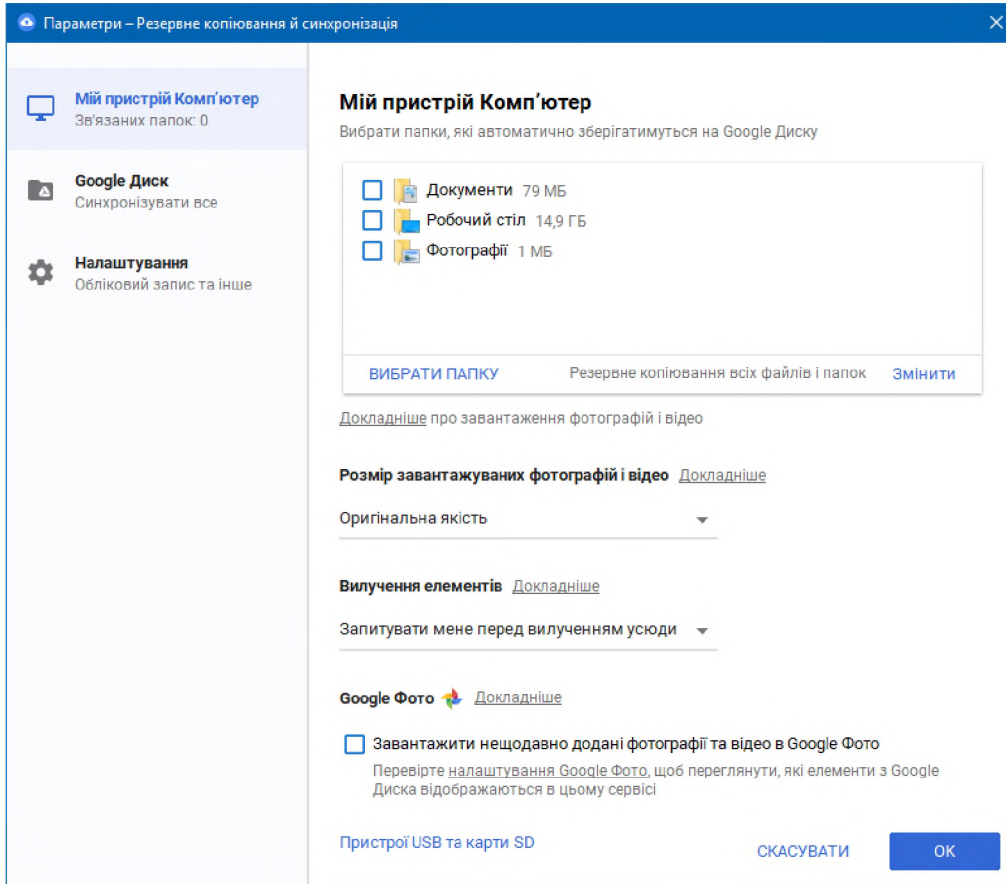 Параметри – Резервне копіювання й синхронізація
Мій пристрій Комп'ютер
Зв'язаних папок: 0
Google Диск
Синхронізувати все
Налаштування
Обліковий запис та інше
Мій пристрій Комп'ютер
Вибрати папки, які автоматично зберігатимуться на Google Диску
Документи 79 МБ
Робочий стіл 14,9 ГБ
Фотографії 1 МБ
ВИБРАТИ ПАПКУ Резервне копіювання всіх файлів і папок ЗМІНИТИ
Докладніше про завантаження фотографій і відео
Розмір завантажуваних фотографій і відео Докладніше
Оригінальна якість
Вилучення елементів Докладніше
Запитувати мене перед вилученням усюди
Google Фото Докладніше
Завантажити нещодавно додані фотографії та відео в Google Фото
Перевірте налаштування Google Фото, щоб переглянути, які елементи з Google
Диска відображаються в цьому сервісі
Пристрої USB та карти SD
СКАСУВАТИ ОК